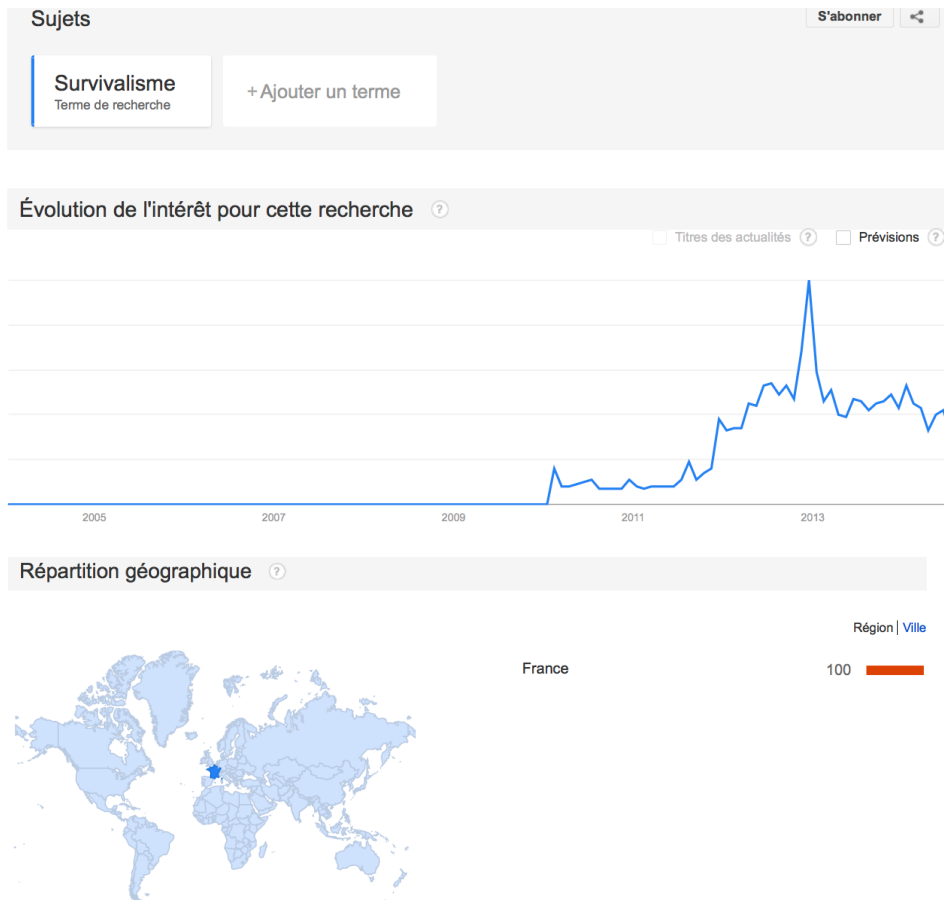 Sujets
S'abonner
Survivalisme
Terme de recherche
+ Ajouter un terme
Évolution de l'intérêt pour cette recherche ?
Titres des actualités ? Prévisions ?
2005 2007 2009 2011 2013
Répartition géographique ?
Région | Ville
France 100